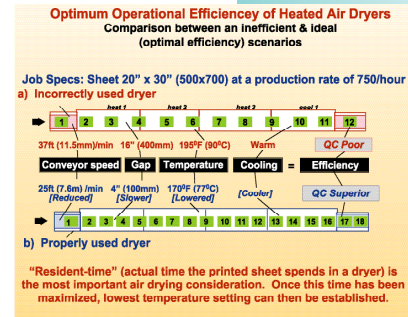 Optimum Operational Efficiencey of Heated Air Dryers
Comparison between an inefficient & ideal
(optimal efficiency) scenarios
Job Specs: Sheet 20" x 30" (500x700) at a production rate of 750/hour
a) Incorrectly used dryer
heat 1 heat 2 heat 3 cool 1
1 2 3 4 5 6 7 8 9 10 11 12
37ft (11.5mm)/min 16" (400mm) 195ºF (90ºC) Warm QC Poor
Conveyor speed Gap Temperature Cooling = Efficiency
25ft (7.6m) /min 4" (100mm) 170ºF (77ºC) [Cooler] QC Superior
[Reduced] [Slower] [Lowered]
1 2 3 4 5 6 7 8 9 10 11 12 13 14 15 16 17 18
b) Properly used dryer
"Resident-time" (actual time the printed sheet spends in a dryer) is
the most important air drying consideration. Once this time has been
maximized, lowest temperature setting can then be established.